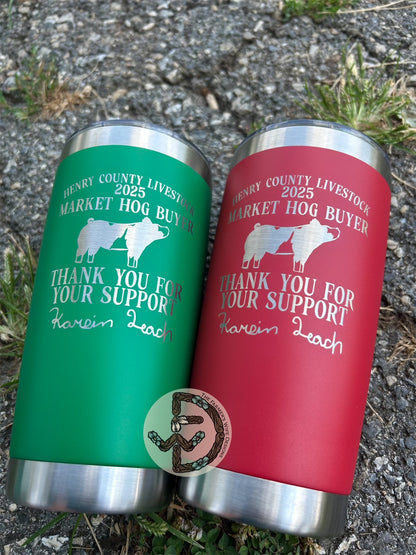 HENRY COUNTY LIVESTOCK
2025
MARKET HOG BUYER
THANK YOU FOR
YOUR SUPPORT
Karein Leach
HENRY COUNTY LIVESTOCK
2025
MARKET HOG BUYER
THANK YOU FOR
YOUR SUPPORT
Karein Leach